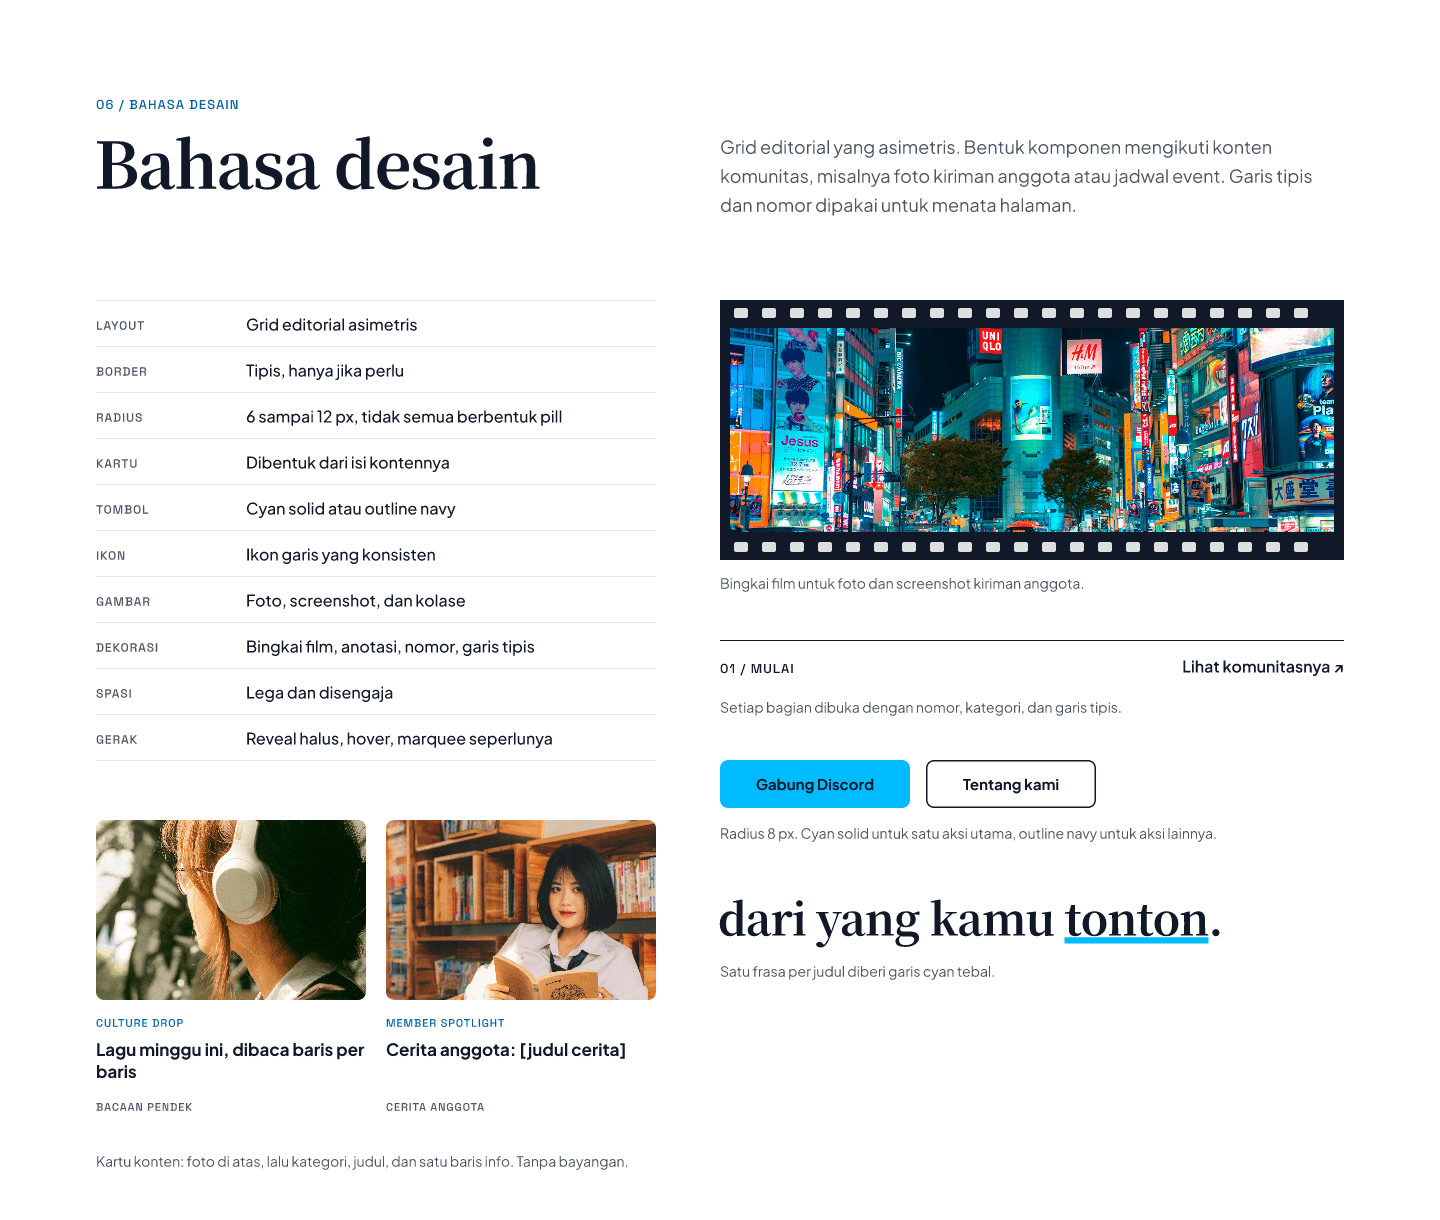 06 / BAHASA DESAIN
Bahasa desain
Grid editorial yang asimetris. Bentuk komponen mengikuti konten
komunitas, misalnya foto kiriman anggota atau jadwal event. Garis tipis
dan nomor dipakai untuk menata halaman.
LAYOUT Grid editorial asimetris
BORDER Tipis, hanya jika perlu
RADIUS 6 sampai 12 px, tidak semua berbentuk pill
KARTU Dibentuk dari isi kontennya
TOMBOL Cyan solid atau outline navy
IKON Ikon garis yang konsisten
GAMBAR Foto, screenshot, dan kolase
DEKORASI Bingkai film, anotasi, nomor, garis tipis
SPASI Lega dan disengaja
GERAK Reveal halus, hover, marquee seperlunya
CULTURE DROP
Lagu minggu ini, dibaca baris per
baris
BACAAN PENDEK
MEMBER SPOTLIGHT
Cerita anggota: [judul cerita]
CERITA ANGGOTA
Kartu konten: foto di atas, lalu kategori, judul, dan satu baris info. Tanpa bayangan.
UNI
QLO
H&M
Jesus
大盛堂
Bingkai film untuk foto dan screenshot kiriman anggota.
01 / MULAI
Lihat komunitasnya ↗
Setiap bagian dibuka dengan nomor, kategori, dan garis tipis.
Gabung Discord
Tentang kami
Radius 8 px. Cyan solid untuk satu aksi utama, outline navy untuk aksi lainnya.
dari yang kamu tonton.
Satu frasa per judul diberi garis cyan tebal.